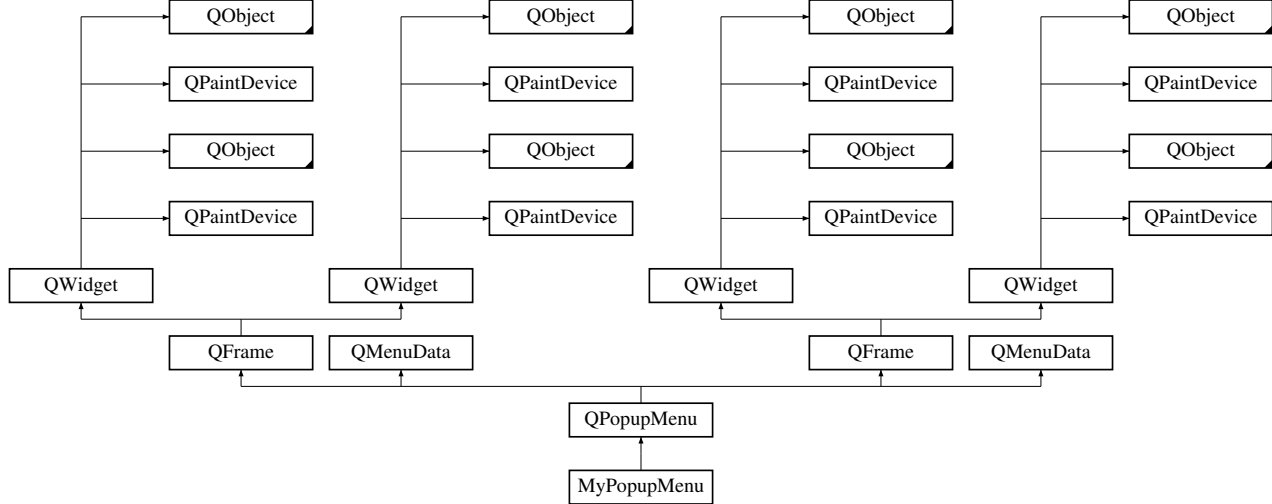 QObject QObject QObject QObject
QPaintDevice QPaintDevice QPaintDevice QPaintDevice
QObject QObject QObject QObject
QPaintDevice QPaintDevice QPaintDevice QPaintDevice
QWidget QWidget QWidget QWidget
QFrame QMenuData QFrame QMenuData
QPopupMenu
MyPopupMenu